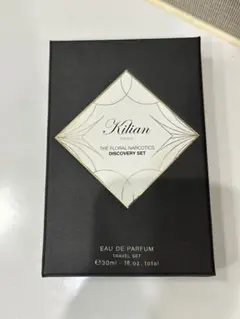 Kilian
PARIS
THE FLORAL NARCOTICS
DISCOVERY SET
EAU DE PARFUM
TRAVEL SET
℮30ml - 1fl oz. total